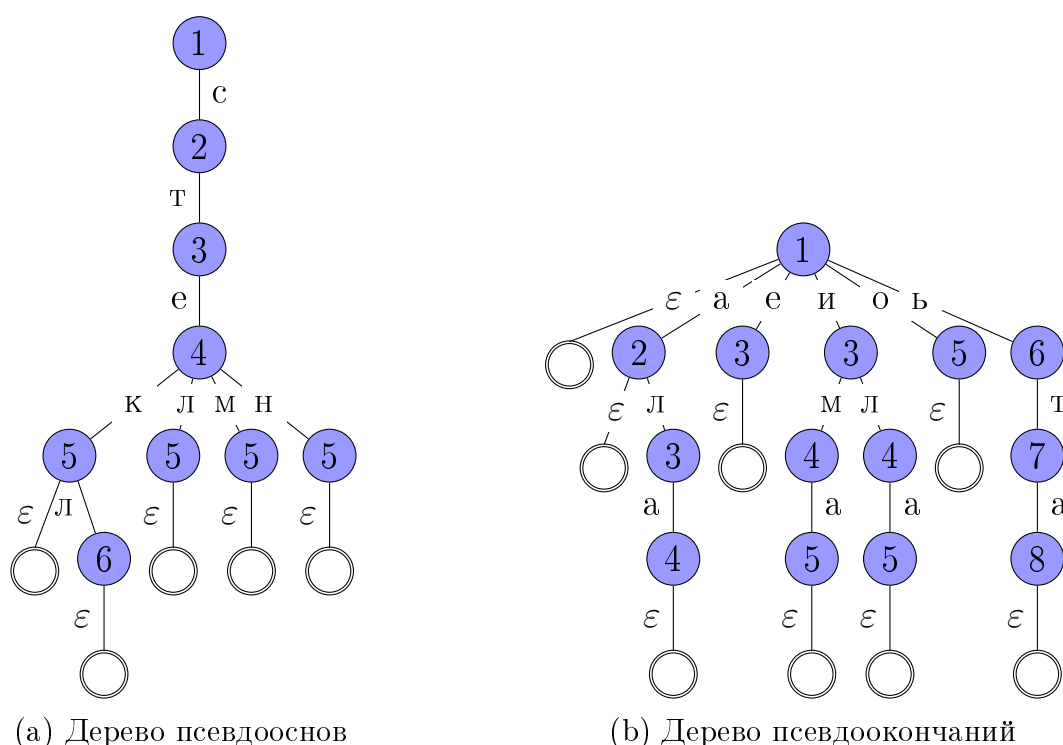 1
с
2
т
3
е
1
4
ε а е и о ь
2 3 3 5 6
к л м н
ε л ε м л ε т
5 5 5 5
3 4 4 7
ε л ε ε ε
а а а а
6
4 5 5 8
ε
ε ε ε ε
(a) Дерево псевдооснов
(b) Дерево псевдоокончаний